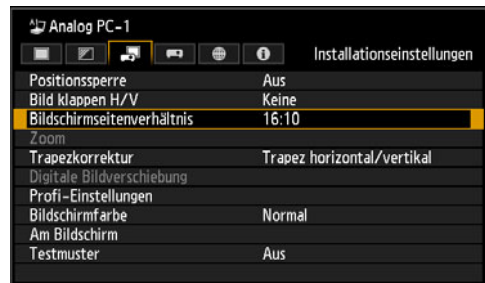 Analog PC-1
Installationseinstellungen
Positionssperre Aus
Bild klappen H/V Keine
Bildschirmseitenverhältnis 16:10
Zoom
Trapezkorrektur Trapez horizontal/vertikal
Digitale Bildverschiebung
Profi-Einstellungen
Bildschirmfarbe Normal
Am Bildschirm
Testmuster Aus